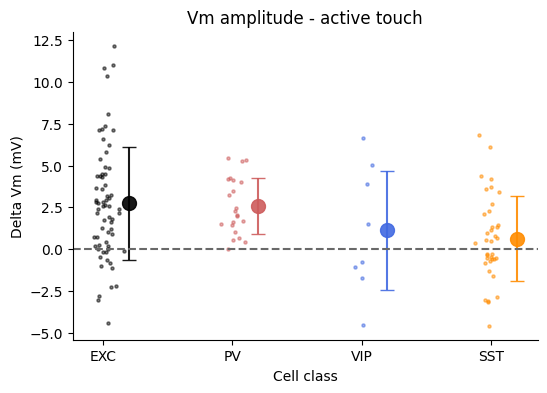 Vm amplitude - active touch
Delta Vm (mV)
12.5
10.0
7.5
5.0
2.5
0.0
−2.5
−5.0
EXC PV VIP SST
Cell class